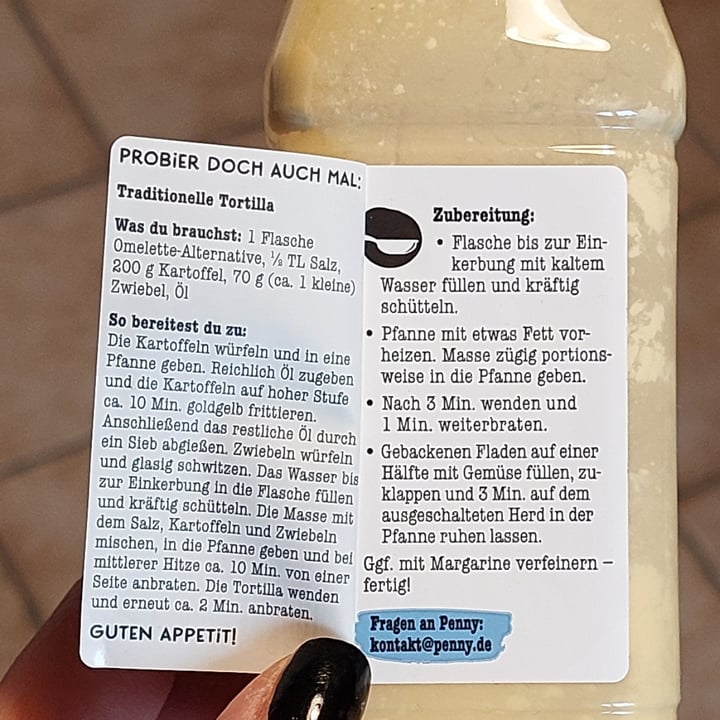 PROBIER DOCH AUCH MAL:
Traditionelle Tortilla
Was du brauchst: 1 Flasche
Omelette-Alternative, ⅛ TL Salz,
200 g Kartoffel, 70 g (ca. 1 kleine)
Zwiebel, Öl
So bereitest du zu:
Die Kartoffeln würfeln und in eine
Pfanne geben. Reichlich Öl zugeben
und die Kartoffeln auf hoher Stufe
ca. 10 Min. goldgelb frittieren.
Anschließend das restliche Öl durch
ein Sieb abgießen. Zwiebeln würfeln
und glasig schwitzen. Das Wasser bis
zur Einkerbung in die Flasche füllen
und kräftig schütteln. Die Masse mit
dem Salz, Kartoffeln und Zwiebeln
mischen, in die Pfanne geben und bei
mittlerer Hitze ca. 10 Min. von einer
Seite anbraten. Die Tortilla wenden
und erneut ca. 2 Min. anbraten.
GUTEN APPETIT!
Zubereitung:
• Flasche bis zur Ein-
kerbung mit kaltem
Wasser füllen und kräftig
schütteln.
• Pfanne mit etwas Fett vor-
heizen. Masse zügig portions-
weise in die Pfanne geben.
• Nach 3 Min. wenden und
1 Min. weiterbraten.
• Gebackenen Fladen auf einer
Hälfte mit Gemüse füllen, zu-
klappen und 3 Min. auf dem
ausgeschalteten Herd in der
Pfanne ruhen lassen.
Ggf. mit Margarine verfeinern –
fertig!
Fragen an Penny:
kontakt@penny.de